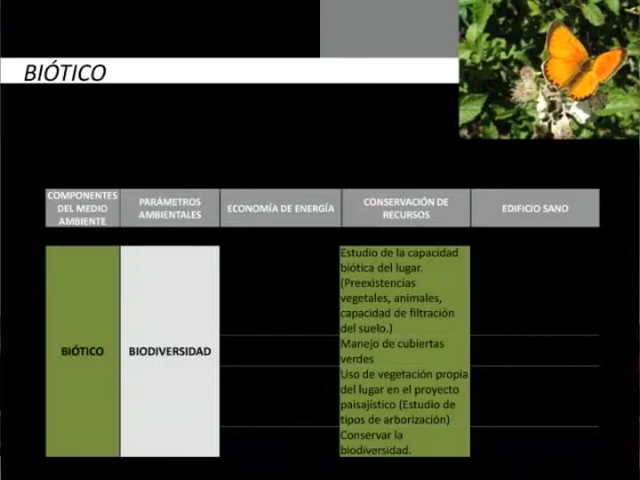 BIÓTICO
COMPONENTES
DEL MEDIO
AMBIENTE
PARÁMETROS
AMBIENTALES
ECONOMÍA DE ENERGÍA
CONSERVACIÓN DE
RECURSOS
EDIFICIO SANO
BIÓTICO
BIODIVERSIDAD
Estudio de la capacidad
biótica del lugar.
(Preexistencias
vegetales, animales,
capacidad de filtración
del suelo.)
Manejo de cubiertas
verdes
Uso de vegetación propia
del lugar en el proyecto
paisajístico (Estudio de
tipos de arborización)
Conservar la
biodiversidad.